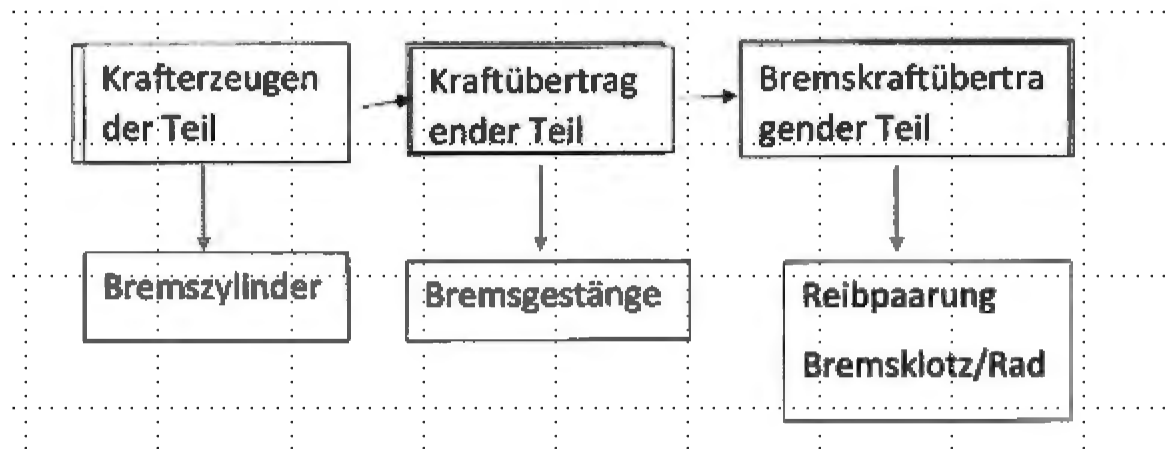 Krafterzeugen
der Teil
Kraftübertrag
ender Teil
Bremskraftübertra
gender Teil
Bremszylinder
Bremsgestänge
Reibpaarung
Bremsklotz/Rad